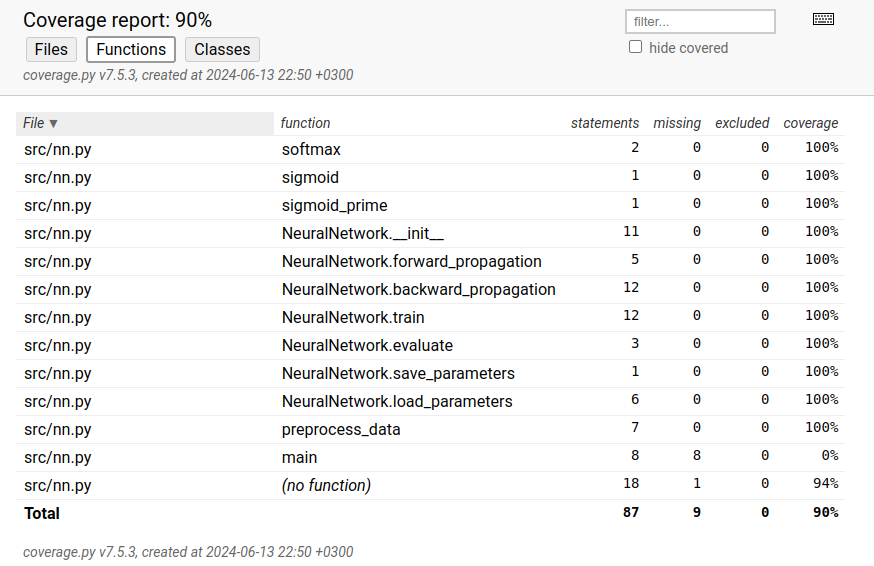 Coverage report: 90%
filter...
Files Functions Classes
hide covered
coverage.py v7.5.3, created at 2024-06-13 22:50 +0300
File ▼ function statements missing excluded coverage
src/nn.py softmax 2 0 0 100%
src/nn.py sigmoid 1 0 0 100%
src/nn.py sigmoid_prime 1 0 0 100%
src/nn.py NeuralNetwork.__init__ 11 0 0 100%
src/nn.py NeuralNetwork.forward_propagation 5 0 0 100%
src/nn.py NeuralNetwork.backward_propagation 12 0 0 100%
src/nn.py NeuralNetwork.train 12 0 0 100%
src/nn.py NeuralNetwork.evaluate 3 0 0 100%
src/nn.py NeuralNetwork.save_parameters 1 0 0 100%
src/nn.py NeuralNetwork.load_parameters 6 0 0 100%
src/nn.py preprocess_data 7 0 0 100%
src/nn.py main 8 8 0 0%
src/nn.py (no function) 18 1 0 94%
Total 87 9 0 90%
coverage.py v7.5.3, created at 2024-06-13 22:50 +0300